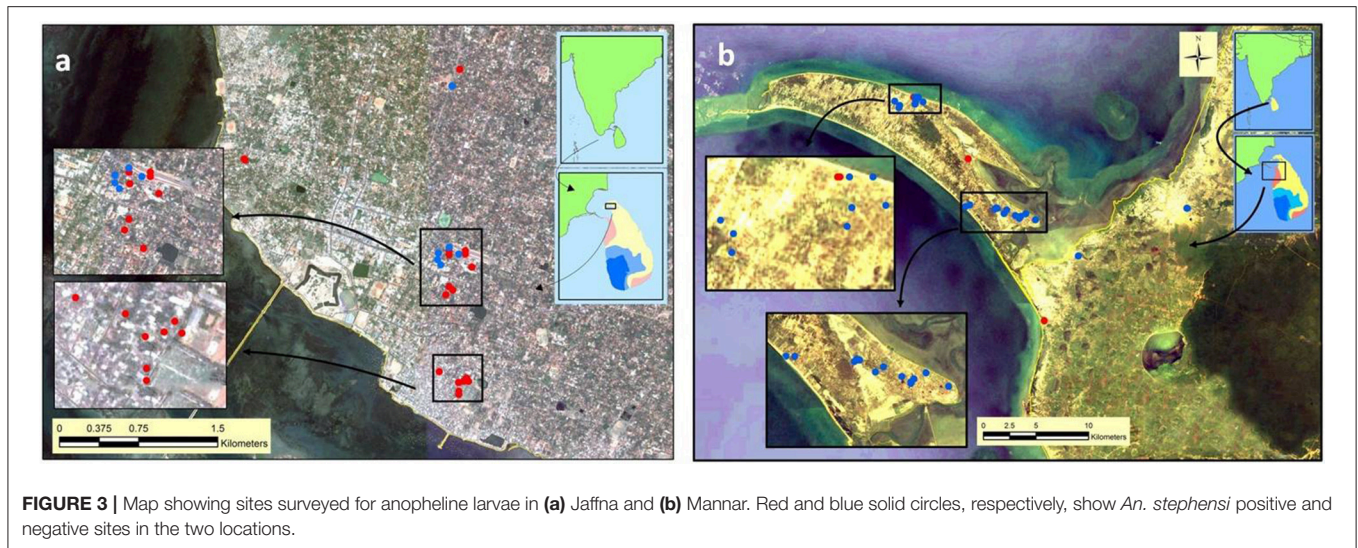 a
0 0.375 0.75 1.5
Kilometers
b
N
0 2.5 5 10
Kilometers
FIGURE 3 | Map showing sites surveyed for anopheline larvae in (a) Jaffna and (b) Mannar. Red and blue solid circles, respectively, show An. stephensi positive and
negative sites in the two locations.